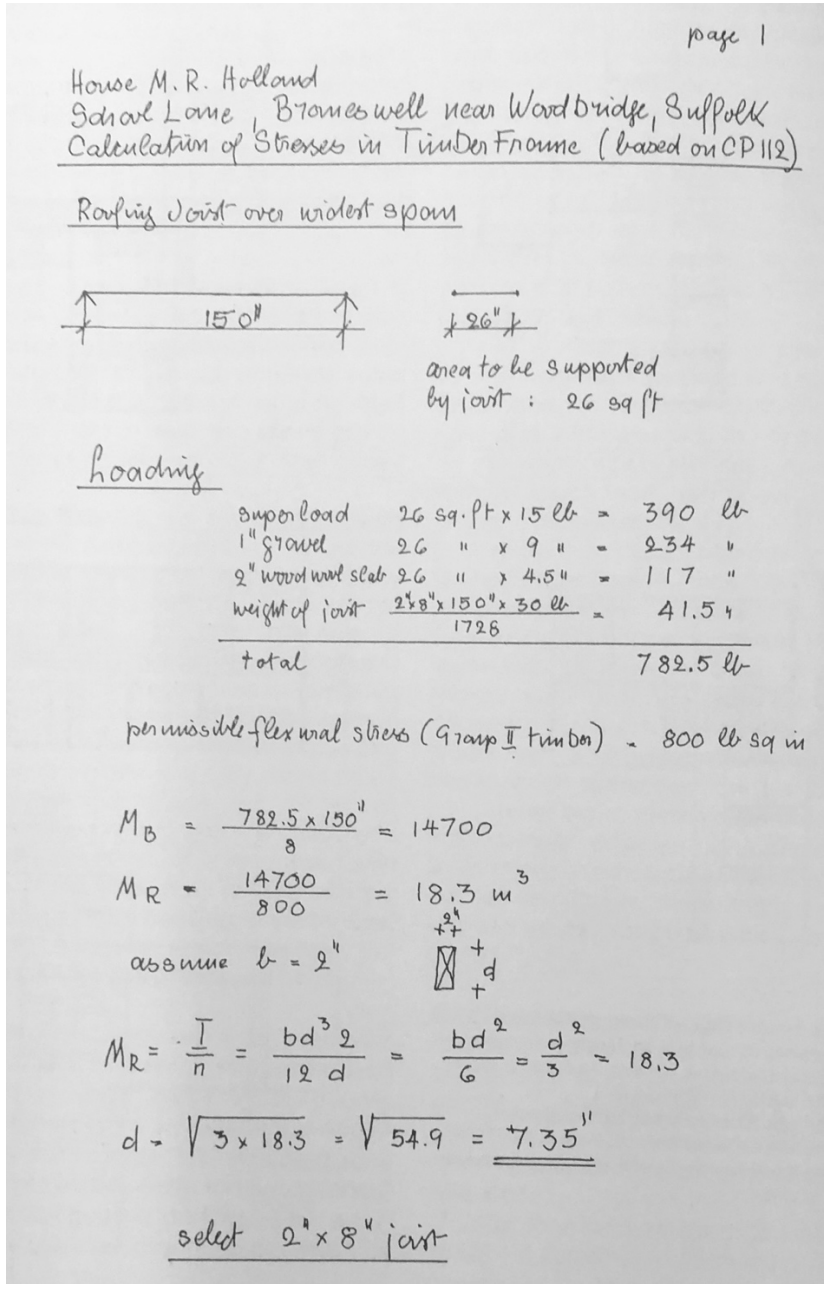 page 1
House M. R. Holland
School Lane, Bromeswell near Woodbridge, Suffolk
Calculation of Stresses in Timber Frame (based on CP 112)
Roofing Joist over widest span
150"
26"
area to be supported
by joist : 26 sq ft
Loading
superload 26 sq.ft x 15 lb = 390 lb
1" gravel 26 " x 9 " = 234 "
2" wood wool slab 26 " x 4.5 " = 117 "
weight of joist 2"x8"x150"x30 lb / 1728 = 41.5 "
total 782.5 lb
permissible flexural stress (Group II timber) = 800 lb sq in
M_B = 782.5 x 150" / 8 = 14700
M_R = 14700 / 800 = 18.3 in³
assume b = 2"
2"
d
M_R = I / n = bd³ 2 / 12 d = bd² / 6 = d² / 3 = 18.3
d = √3 x 18.3 = √54.9 = 7.35"
select 2" x 8" joist